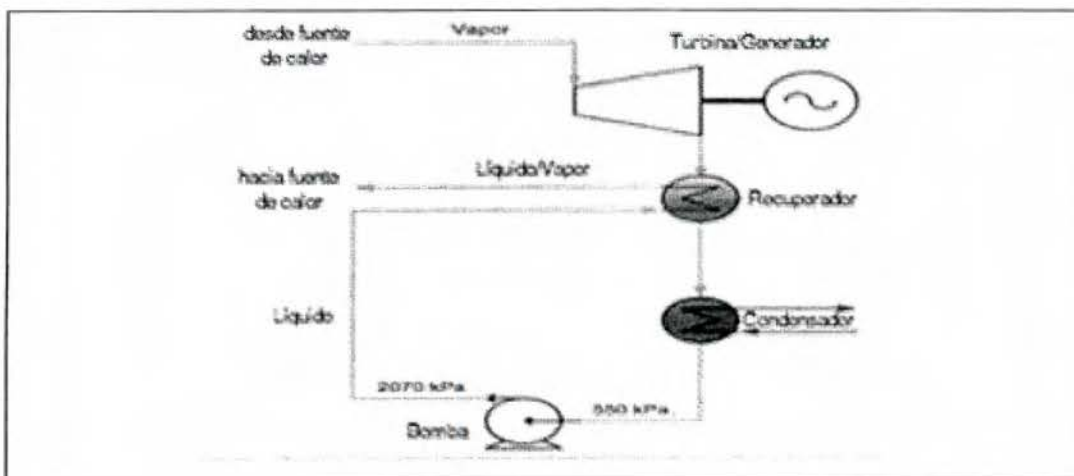 desde fuente
de calor
Vapor
Turbina/Generador
hacia fuente
de calor
Líquido/Vapor
Recuperador
Líquido
Condensador
2070 kPa
550 kPa
Bomba